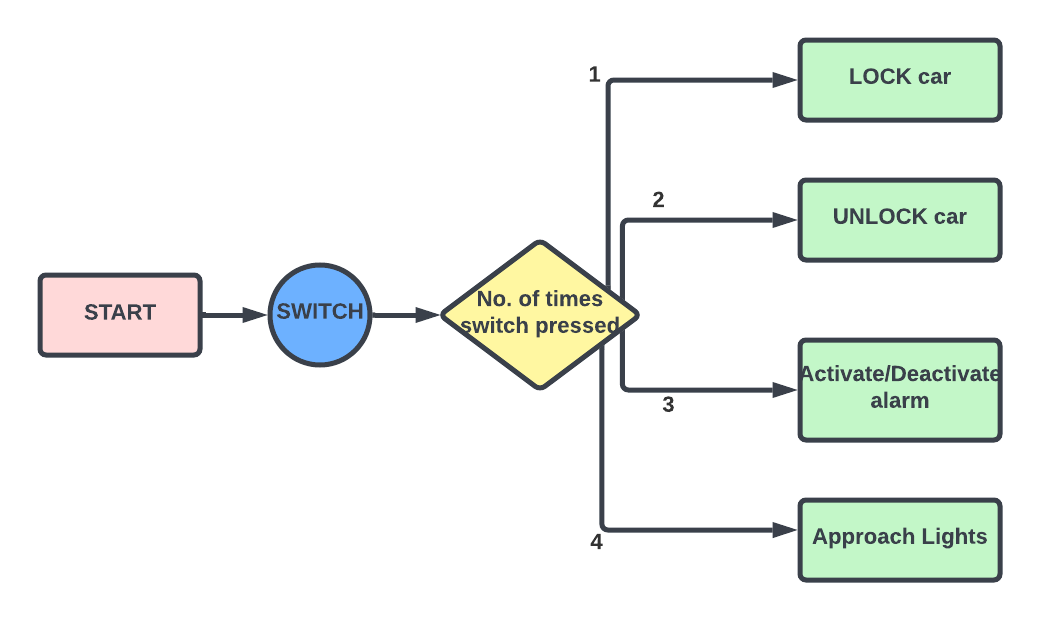 START
SWITCH
No. of times
switch pressed
1
LOCK car
2
UNLOCK car
3
Activate/Deactivate
alarm
4
Approach Lights